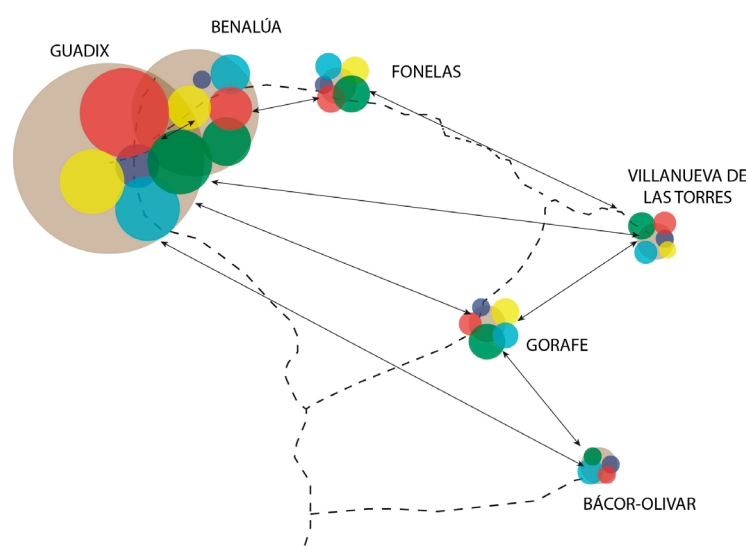 BENALÚA
GUADIX
FONELAS
VILLANUEVA DE
LAS TORRES
GORAFE
BÁCOR-OLIVAR